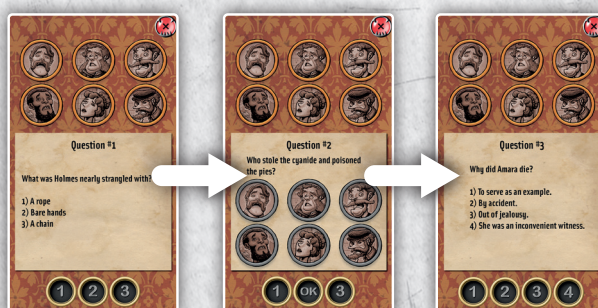 Question #1
What was Holmes nearly strangled with?
1) A rope
2) Bare hands
3) A chain
1 2 3
Question #2
Who stole the cyanide and poisoned
the pies?
1 OK 3
Question #3
Why did Amara die?
1) To serve as an example.
2) By accident.
3) Out of jealousy.
4) She was an inconvenient witness.
1 2 3 4